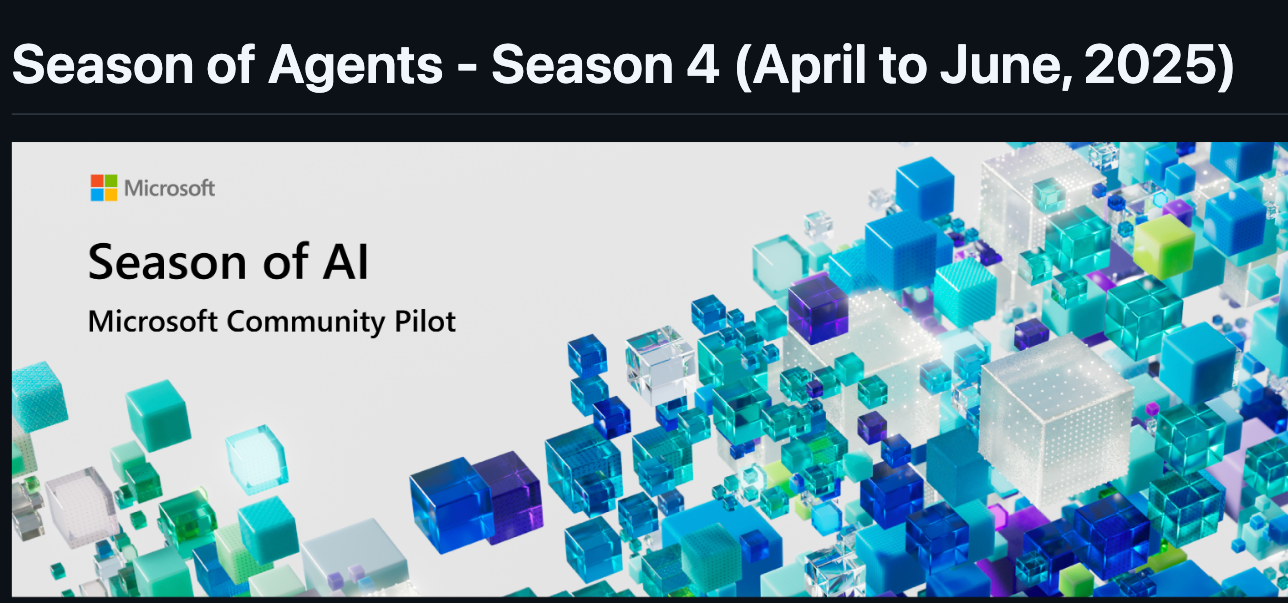 Season of Agents - Season 4 (April to June, 2025)
Microsoft
Season of AI
Microsoft Community Pilot